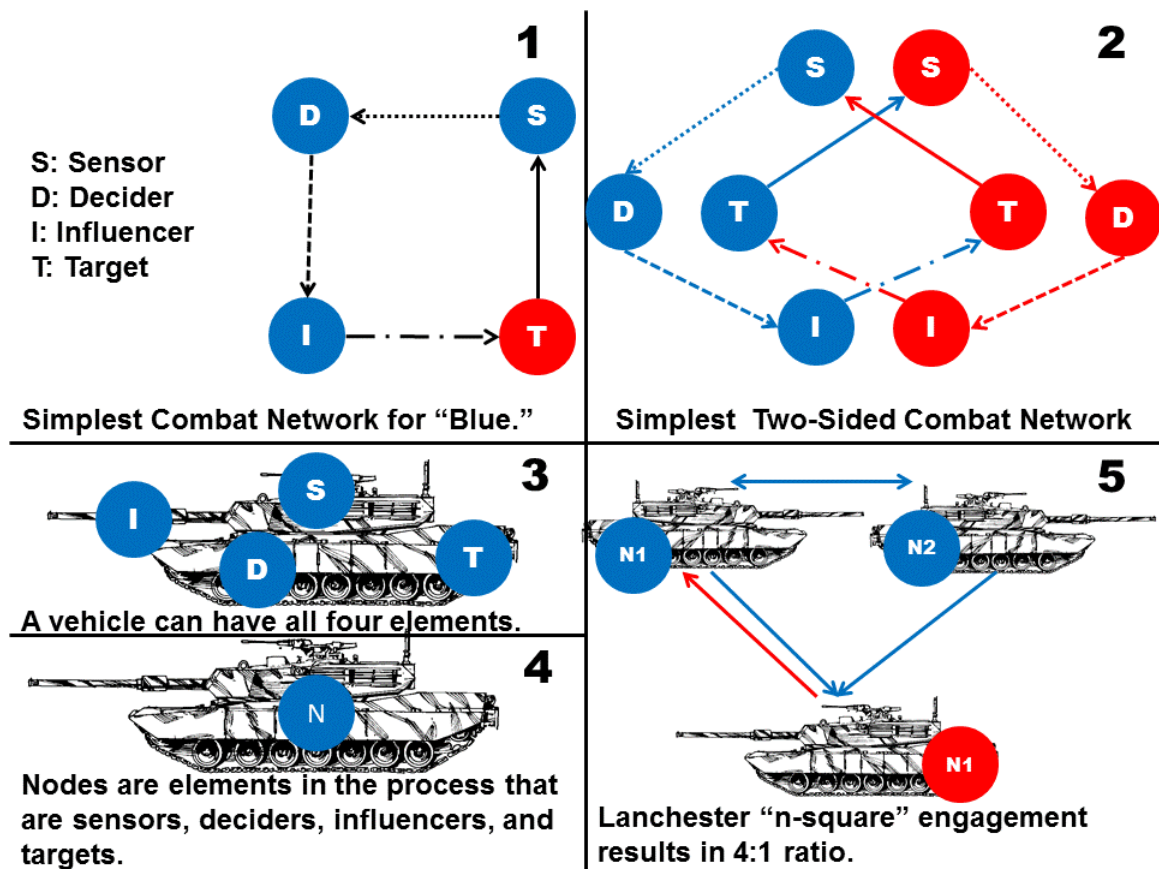 1
D
S
S: Sensor
D: Decider
I: Influencer
T: Target
I
T
Simplest Combat Network for “Blue.”
2
S
S
D
T
T
D
I
I
Simplest Two-Sided Combat Network
3
S
I
D
T
A vehicle can have all four elements.
4
N
Nodes are elements in the process that
are sensors, deciders, influencers, and
targets.
5
N1
N2
N1
Lanchester “n-square” engagement
results in 4:1 ratio.